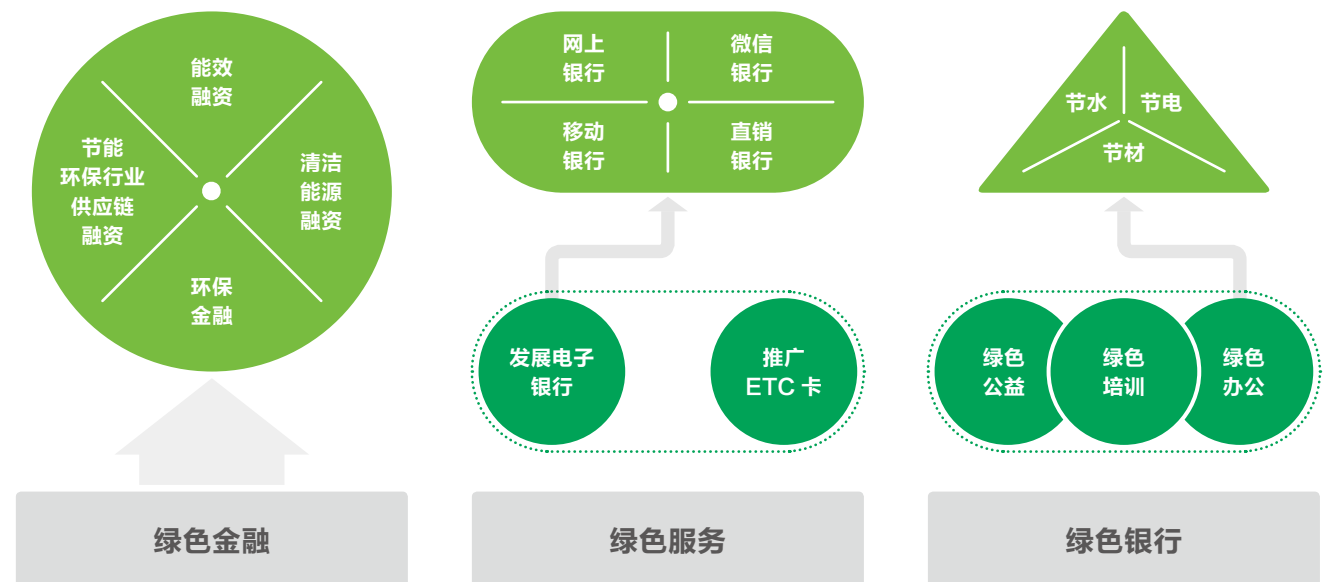 能效
融资
节能
环保行业
供应链
融资
清洁
能源
融资
环保
金融
绿色金融
网上
银行
微信
银行
移动
银行
直销
银行
发展电子
银行
推广
ETC 卡
绿色服务
节水
节电
节材
绿色
公益
绿色
培训
绿色
办公
绿色银行